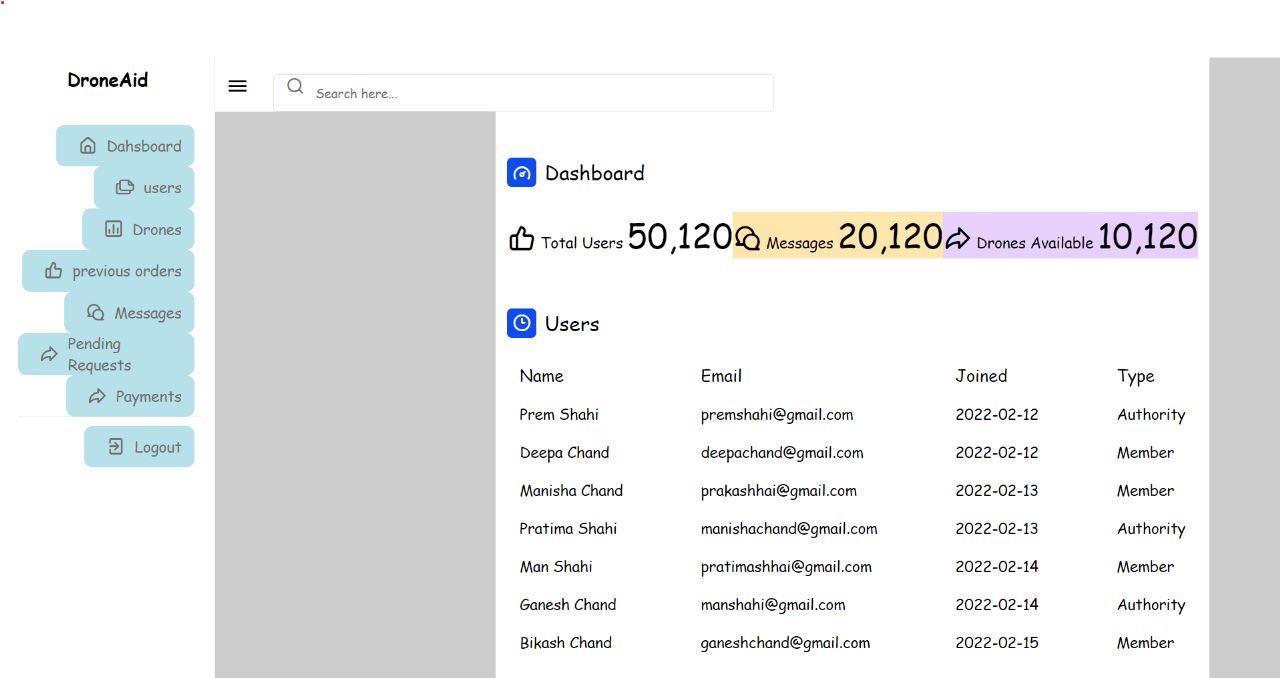 DroneAid
Search here...
Dahsboard
users
Drones
previous orders
Messages
Pending
Requests
Payments
Logout
Dashboard
Total Users 50,120 Messages 20,120 Drones Available 10,120
Users
Name Email Joined Type
Prem Shahi premshahi@gmail.com 2022-02-12 Authority
Deepa Chand deepachand@gmail.com 2022-02-12 Member
Manisha Chand prakashhai@gmail.com 2022-02-13 Member
Pratima Shahi manishachand@gmail.com 2022-02-13 Authority
Man Shahi pratimashhai@gmail.com 2022-02-14 Member
Ganesh Chand manshahi@gmail.com 2022-02-14 Authority
Bikash Chand ganeshchand@gmail.com 2022-02-15 Member